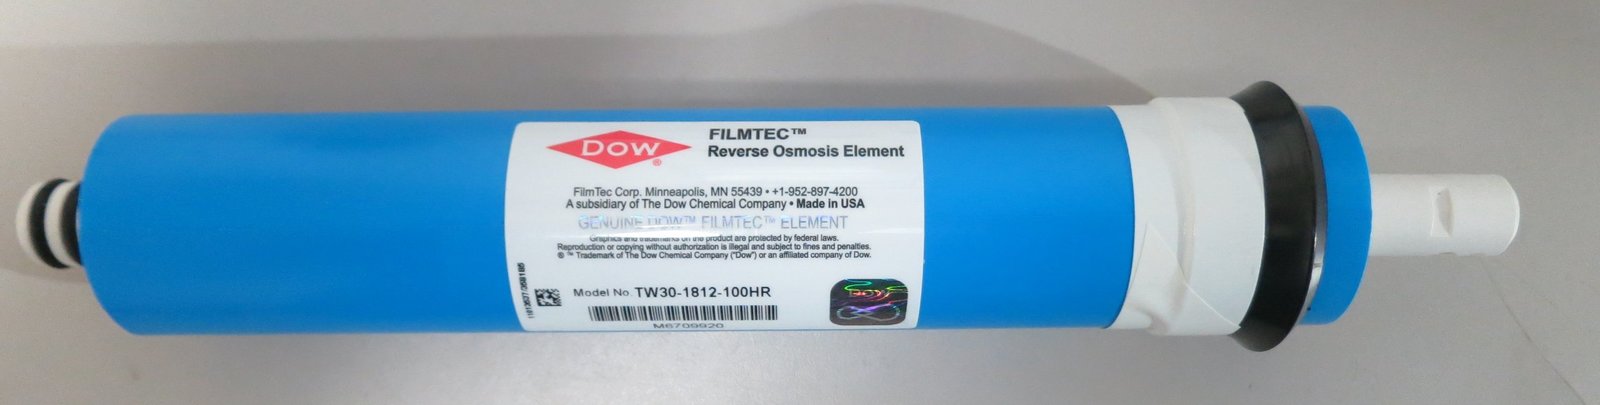 DOW®
FILMTEC™
Reverse Osmosis Element
FilmTec Corp. Minneapolis, MN 55439 • +1-952-897-4200
A subsidiary of The Dow Chemical Company • Made in USA
GENUINE DOW™ FILMTEC™ ELEMENT
Graphics and trademarks on the product are protected by federal laws.
Reproduction or copying without authorization is illegal and subject to fines and penalties.
® ™ Trademark of The Dow Chemical Company ("Dow") or an affiliated company of Dow.
Model No. TW30-1812-100HR
M6709920
DOW